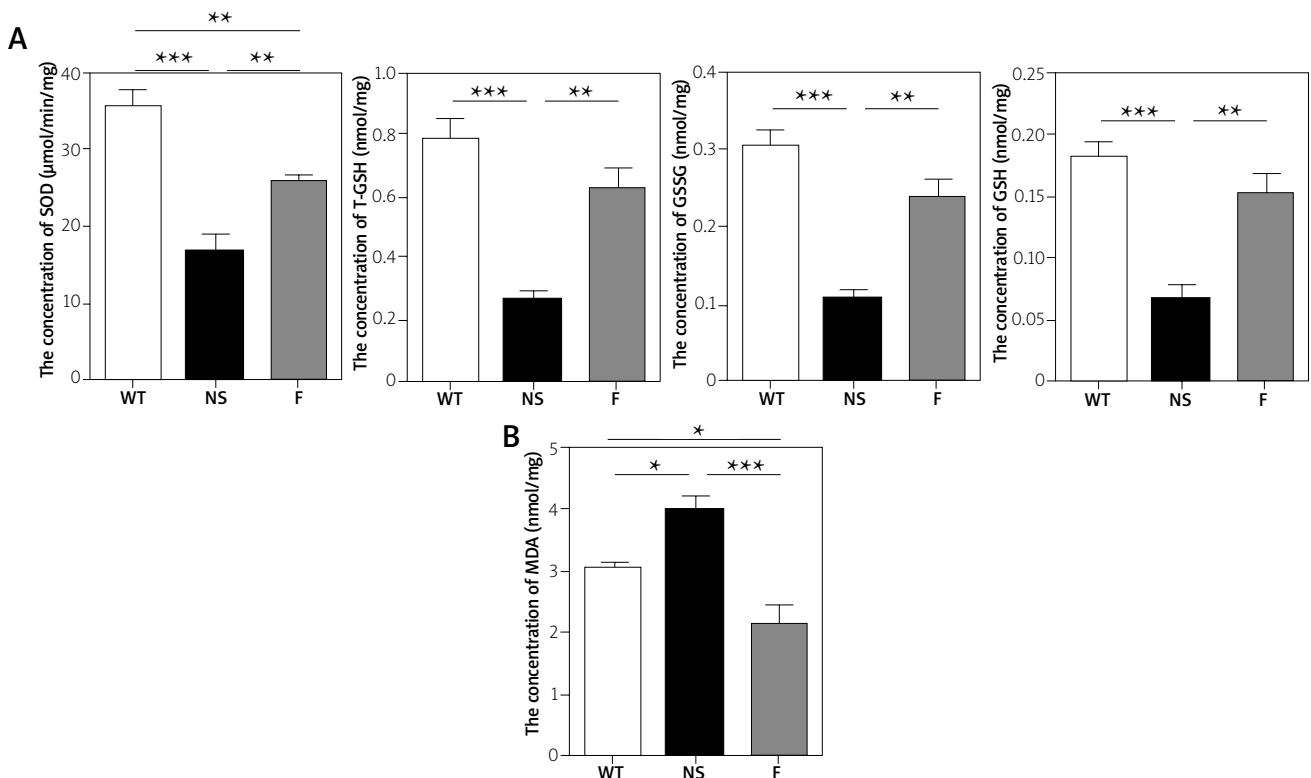 A
**
*** **
The concentration of SOD (μmol/min/mg)
40
30
20
10
0
WT NS F
*** **
The concentration of T-GSH (nmol/mg)
1.0
0.8
0.6
0.4
0.2
0
WT NS F
*** **
The concentration of GSSG (nmol/mg)
0.4
0.3
0.2
0.1
0
WT NS F
*** **
The concentration of GSH (nmol/mg)
0.25
0.20
0.15
0.10
0.05
0
WT NS F
B
*
* ***
The concentration of MDA (nmol/mg)
5
4
3
2
1
0
WT NS F